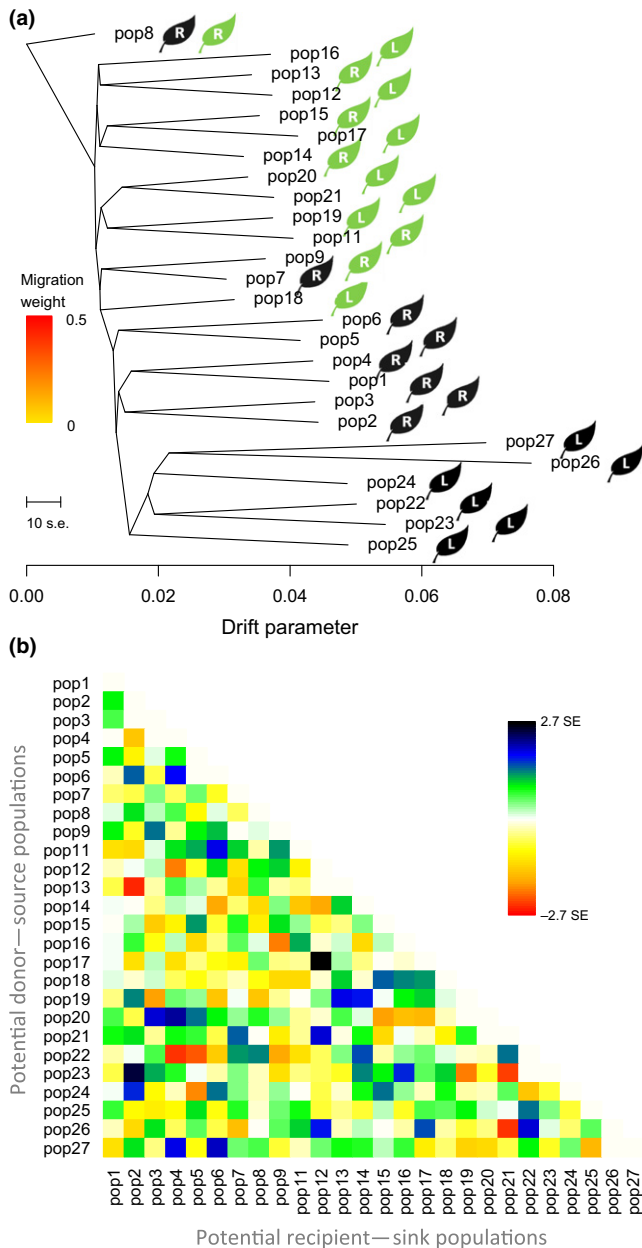 (a)
pop8 R R
pop16 L
pop13 R
pop12 L
pop15 R
pop17 L
pop14 R
pop20 L
pop21 L
pop19 L
pop11 R
pop9 R
pop7 R
pop18 L
pop6 R
pop5 R
pop4 R
pop1 R
pop3 R
pop2 R
pop27 L
pop26 L
pop24 L
pop22 L
pop23 L
pop25 L
Migration
weight
0.5
0
10 s.e.
0.00 0.02 0.04 0.06 0.08
Drift parameter
(b)
Potential donor—source populations
pop1
pop2
pop3
pop4
pop5
pop6
pop7
pop8
pop9
pop11
pop12
pop13
pop14
pop15
pop16
pop17
pop18
pop19
pop20
pop21
pop22
pop23
pop24
pop25
pop26
pop27
2.7 SE
−2.7 SE
pop1 pop2 pop3 pop4 pop5 pop6 pop7 pop8 pop9 pop11 pop12 pop13 pop14 pop15 pop16 pop17 pop18 pop19 pop20 pop21 pop22 pop23 pop24 pop25 pop26 pop27
Potential recipient—sink populations